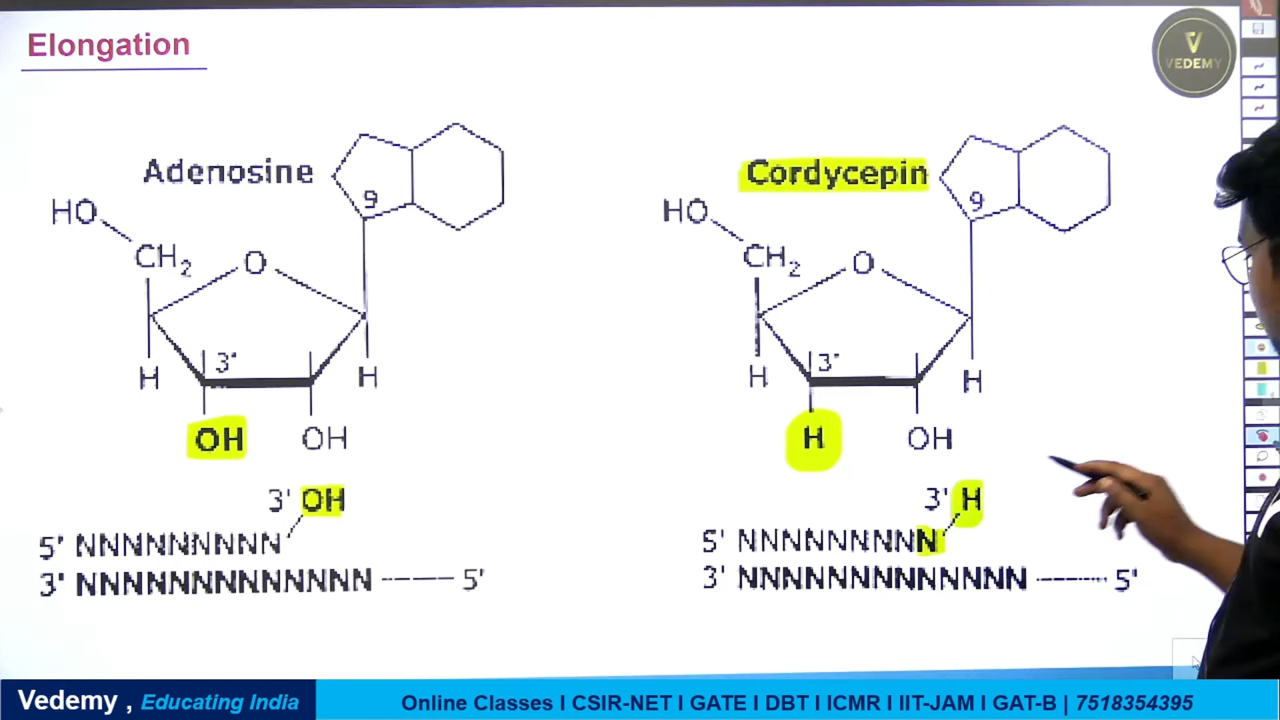 Elongation
V
VEDEMY
Adenosine
9
HO
CH2
O
3'
H
H
OH
OH
Cordycepin
9
HO
CH2
O
3'
H
H
H
OH
3' OH
5' NNNNNNNNN
3' NNNNNNNNNNNNN 5'
3' H
5' NNNNNNNNN
3' NNNNNNNNNNNNN 5'
Vedemy , Educating India
Online Classes I CSIR-NET I GATE I DBT I ICMR I IIT-JAM I GAT-B | 7518354395